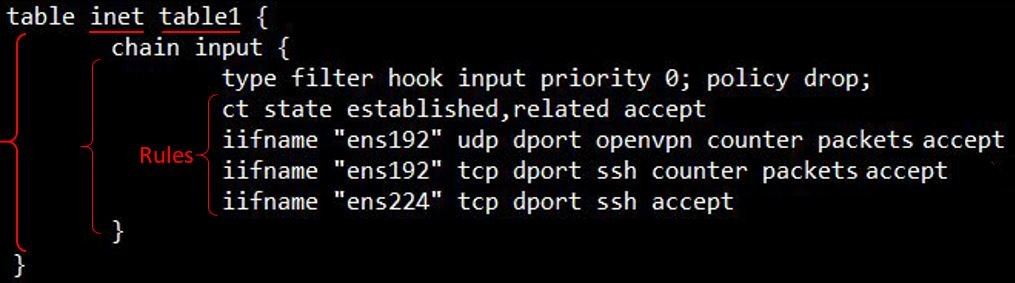 table inet table1 {
chain input {
type filter hook input priority 0; policy drop;
ct state established,related accept
iifname "ens192" udp dport openvpn counter packets accept
Rules
iifname "ens192" tcp dport ssh counter packets accept
iifname "ens224" tcp dport ssh accept
}
}